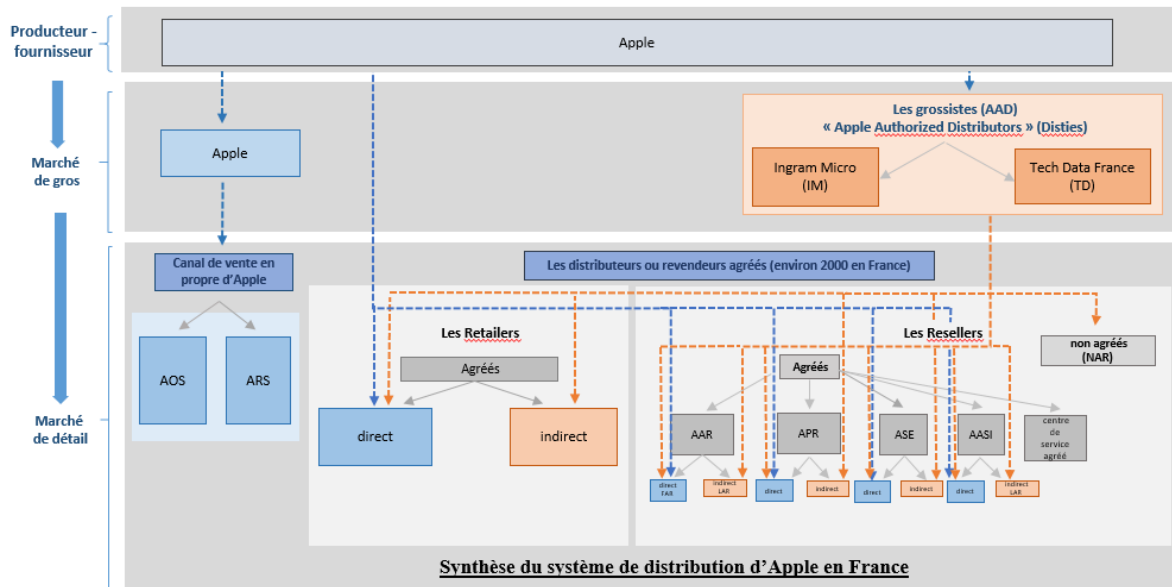 Producteur -
fournisseur
Apple
Marché
de gros
Apple
Les grossistes (AAD)
« Apple Authorized Distributors » (Disties)
Ingram Micro
(IM)
Tech Data France
(TD)
Marché
de détail
Canal de vente en
propre d’Apple
Les distributeurs ou revendeurs agréés (environ 2000 en France)
AOS
ARS
Les Retailers
Agréés
direct
indirect
Les Resellers
non agréés
(NAR)
Agréés
AAR
APR
ASE
AASI
centre
de
service
agréé
direct
FAR
indirect
LAR
direct
indirect
direct
indirect
direct
indirect
LAR
Synthèse du système de distribution d’Apple en France